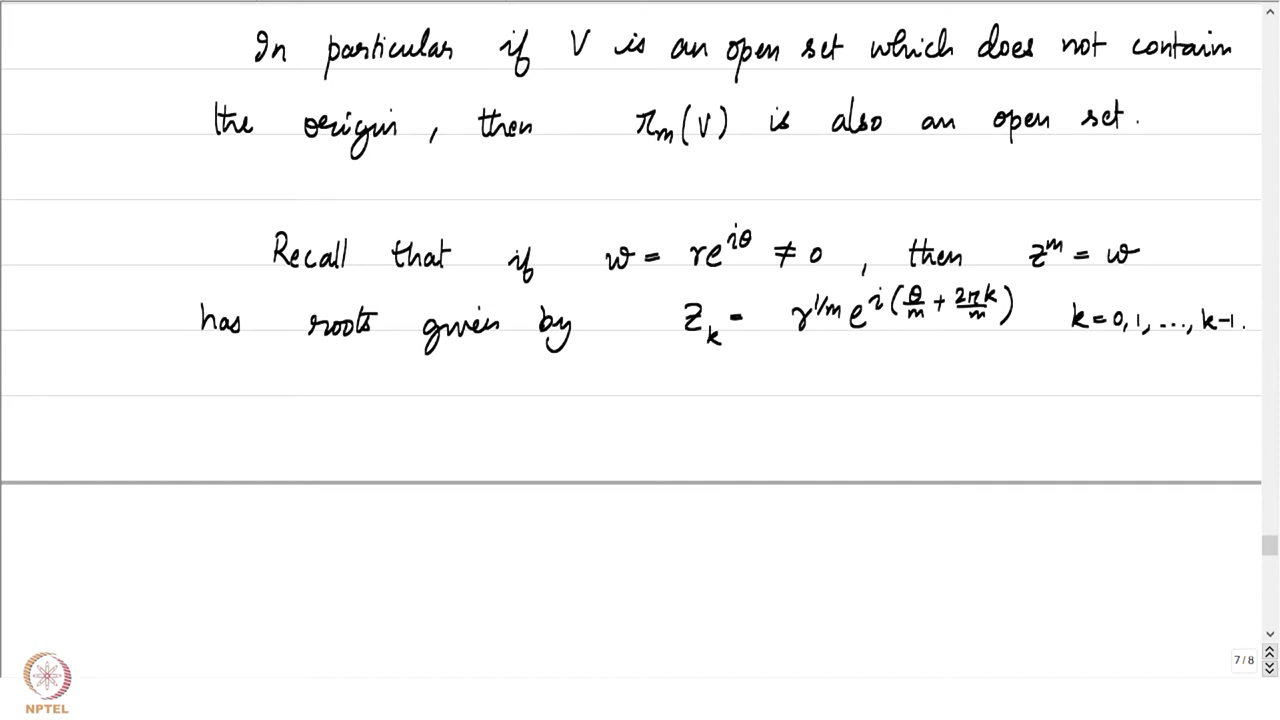 In particular if V is an open set which does not contain
the origin, then π_m(V) is also an open set.
Recall that if w = re^{iθ} ≠ 0, then z^m = w
has roots given by z_k = r^{1/m} e^{i(θ/m + 2πk/m)} k=0,1,...,k-1.
7/8
NPTEL